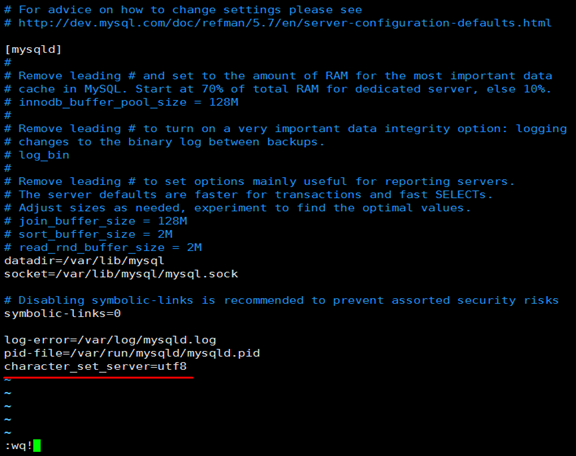 # For advice on how to change settings please see
# http://dev.mysql.com/doc/refman/5.7/en/server-configuration-defaults.html
[mysqld]
#
# Remove leading # and set to the amount of RAM for the most important data
# cache in MySQL. Start at 70% of total RAM for dedicated server, else 10%.
# innodb_buffer_pool_size = 128M
#
# Remove leading # to turn on a very important data integrity option: logging
# changes to the binary log between backups.
# log_bin
#
# Remove leading # to set options mainly useful for reporting servers.
# The server defaults are faster for transactions and fast SELECTs.
# Adjust sizes as needed, experiment to find the optimal values.
# join_buffer_size = 128M
# sort_buffer_size = 2M
# read_rnd_buffer_size = 2M
datadir=/var/lib/mysql
socket=/var/lib/mysql/mysql.sock
# Disabling symbolic-links is recommended to prevent assorted security risks
symbolic-links=0
log-error=/var/log/mysqld.log
pid-file=/var/run/mysqld/mysqld.pid
character_set_server=utf8
~
~
~
~
~
:wq!